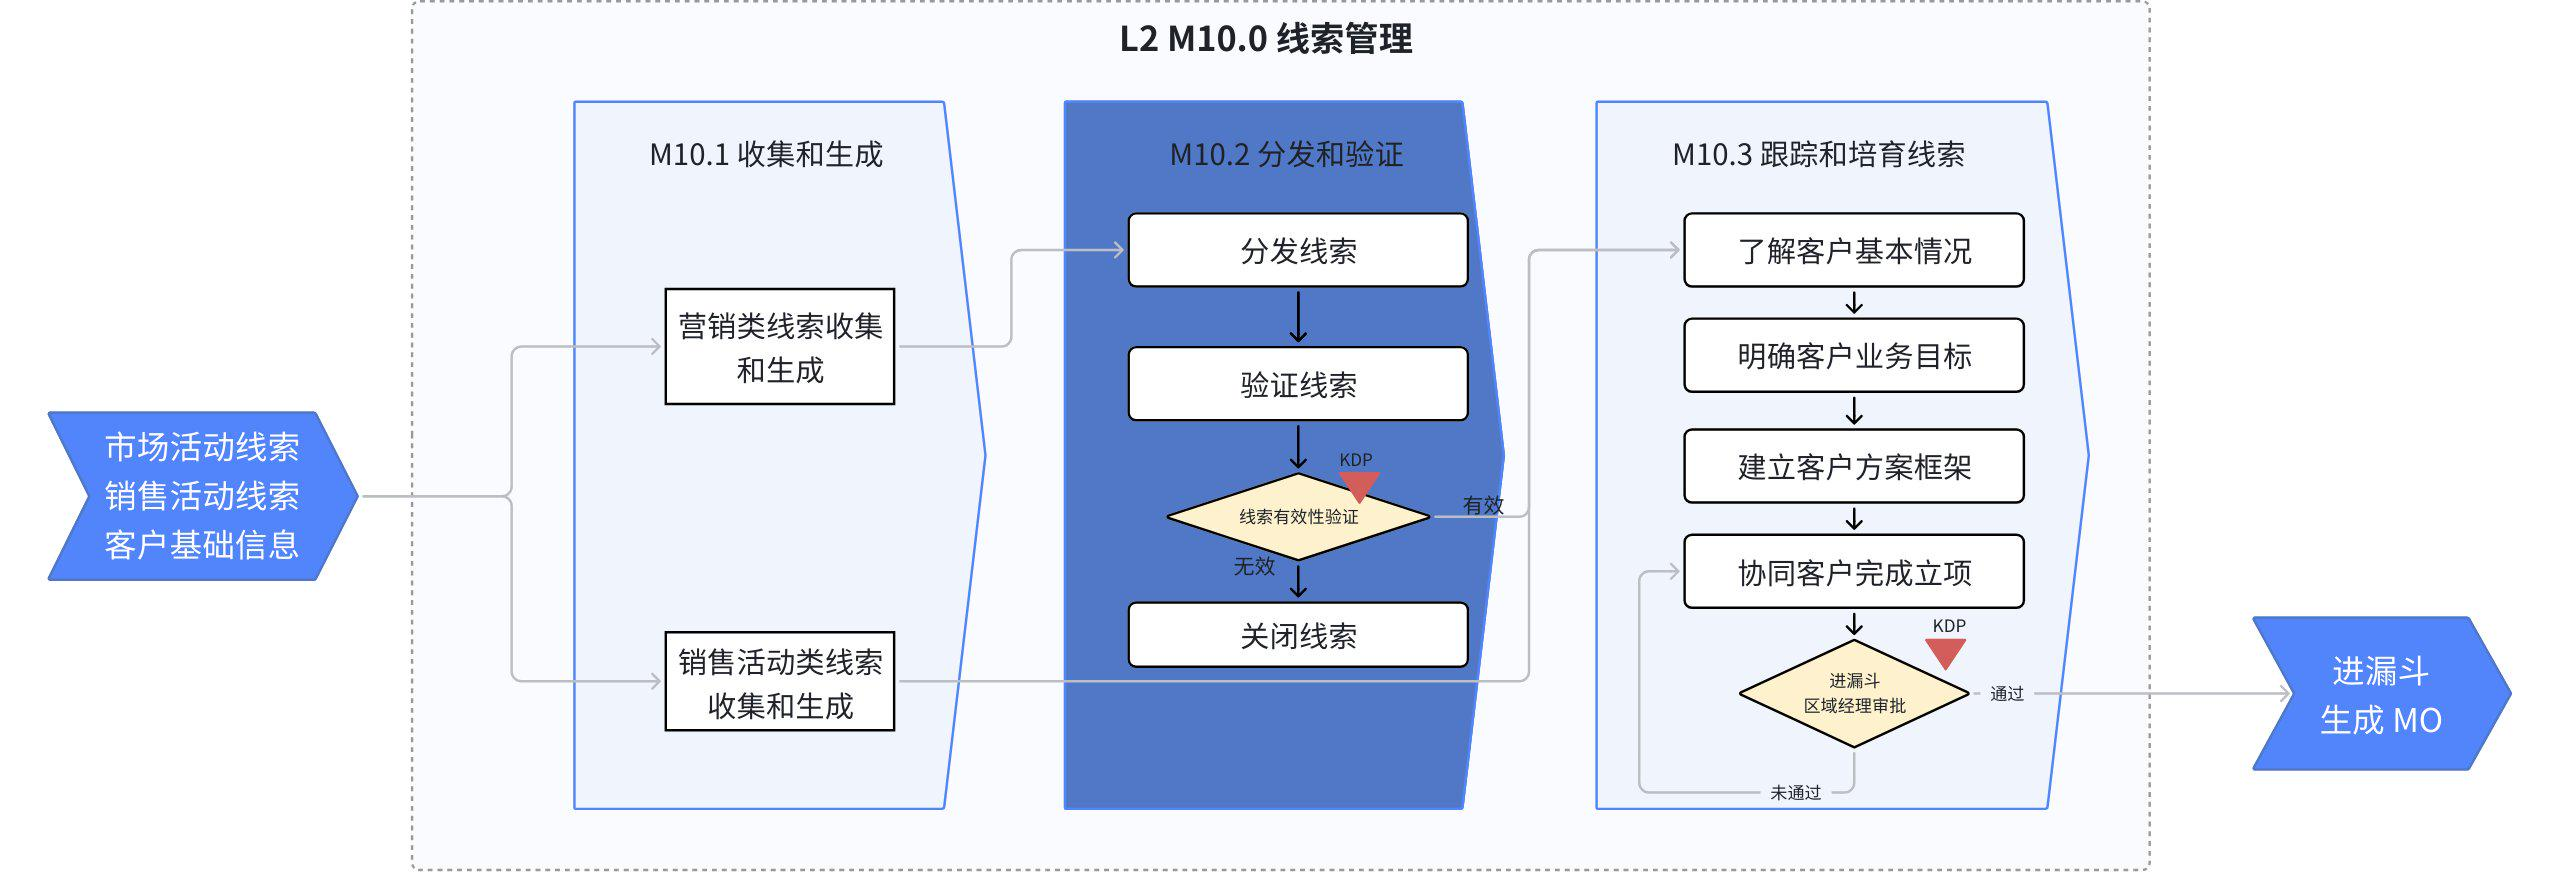 L2 M10.0 线索管理
市场活动线索
销售活动线索
客户基础信息
M10.1 收集和生成
营销类线索收集
和生成
销售活动类线索
收集和生成
M10.2 分发和验证
分发线索
验证线索
KDP
线索有效性验证
有效
无效
关闭线索
M10.3 跟踪和培育线索
了解客户基本情况
明确客户业务目标
建立客户方案框架
协同客户完成立项
KDP
进漏斗
区域经理审批
通过
未通过
进漏斗
生成 MO